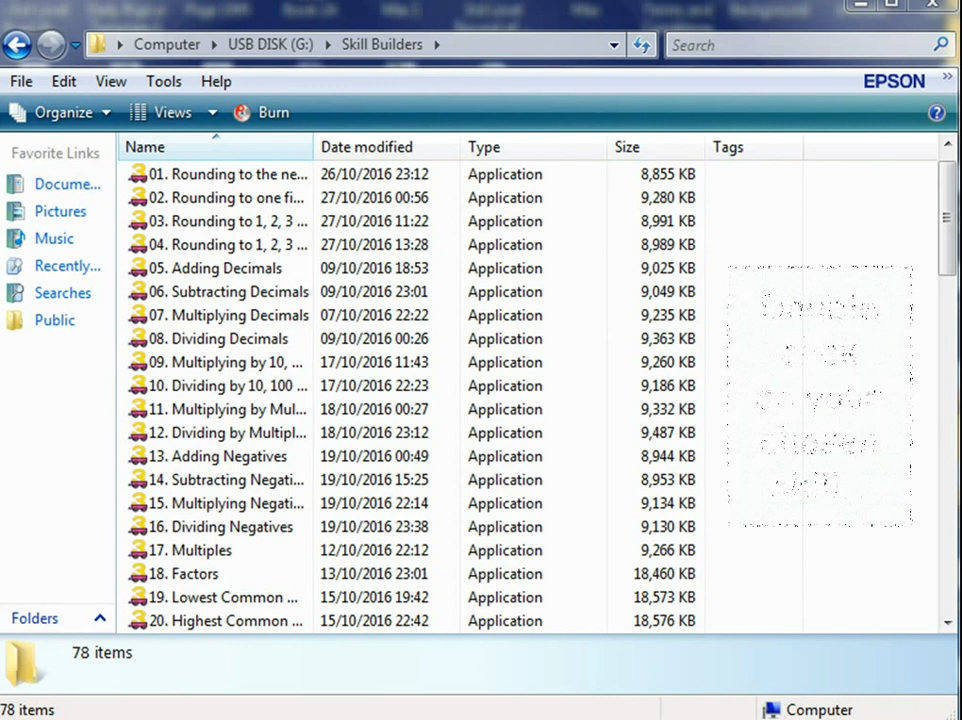 Computer ▸ USB DISK (G:) ▸ Skill Builders ▸ Search
File Edit View Tools Help EPSON »
Organize Views Burn ?
Favorite Links Name Date modified Type Size Tags
01. Rounding to the ne... 26/10/2016 23:12 Application 8,855 KB
Docume... 02. Rounding to one fi... 27/10/2016 00:56 Application 9,280 KB
Pictures 03. Rounding to 1, 2, 3 ... 27/10/2016 11:22 Application 8,991 KB
Music 04. Rounding to 1, 2, 3 ... 27/10/2016 13:28 Application 8,989 KB
Recently... 05. Adding Decimals 09/10/2016 18:53 Application 9,025 KB
Searches 06. Subtracting Decimals 09/10/2016 23:01 Application 9,049 KB
Public 07. Multiplying Decimals 07/10/2016 22:22 Application 9,235 KB
08. Dividing Decimals 09/10/2016 00:26 Application 9,363 KB
09. Multiplying by 10, ... 17/10/2016 11:43 Application 9,260 KB
10. Dividing by 10, 100 ... 17/10/2016 22:23 Application 9,186 KB
11. Multiplying by Mul... 18/10/2016 00:27 Application 9,332 KB
12. Dividing by Multipl... 18/10/2016 23:12 Application 9,487 KB
13. Adding Negatives 19/10/2016 00:49 Application 8,944 KB
14. Subtracting Negati... 19/10/2016 15:25 Application 8,953 KB
15. Multiplying Negati... 19/10/2016 22:14 Application 9,134 KB
16. Dividing Negatives 19/10/2016 23:38 Application 9,130 KB
17. Multiples 12/10/2016 22:12 Application 9,266 KB
18. Factors 13/10/2016 23:01 Application 18,460 KB
19. Lowest Common ... 15/10/2016 19:42 Application 18,573 KB
Folders 20. Highest Common ... 15/10/2016 22:42 Application 18,576 KB
Double
click
on your
chosen
skill
78 items
78 items Computer